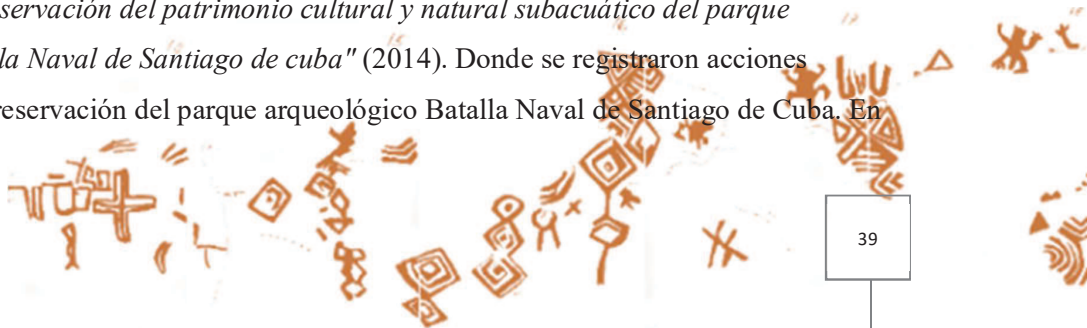 servación del patrimonio cultural y natural subacuático del parque
la Naval de Santiago de cuba" (2014). Donde se registraron acciones
reservación del parque arqueológico Batalla Naval de Santiago de Cuba. En
39